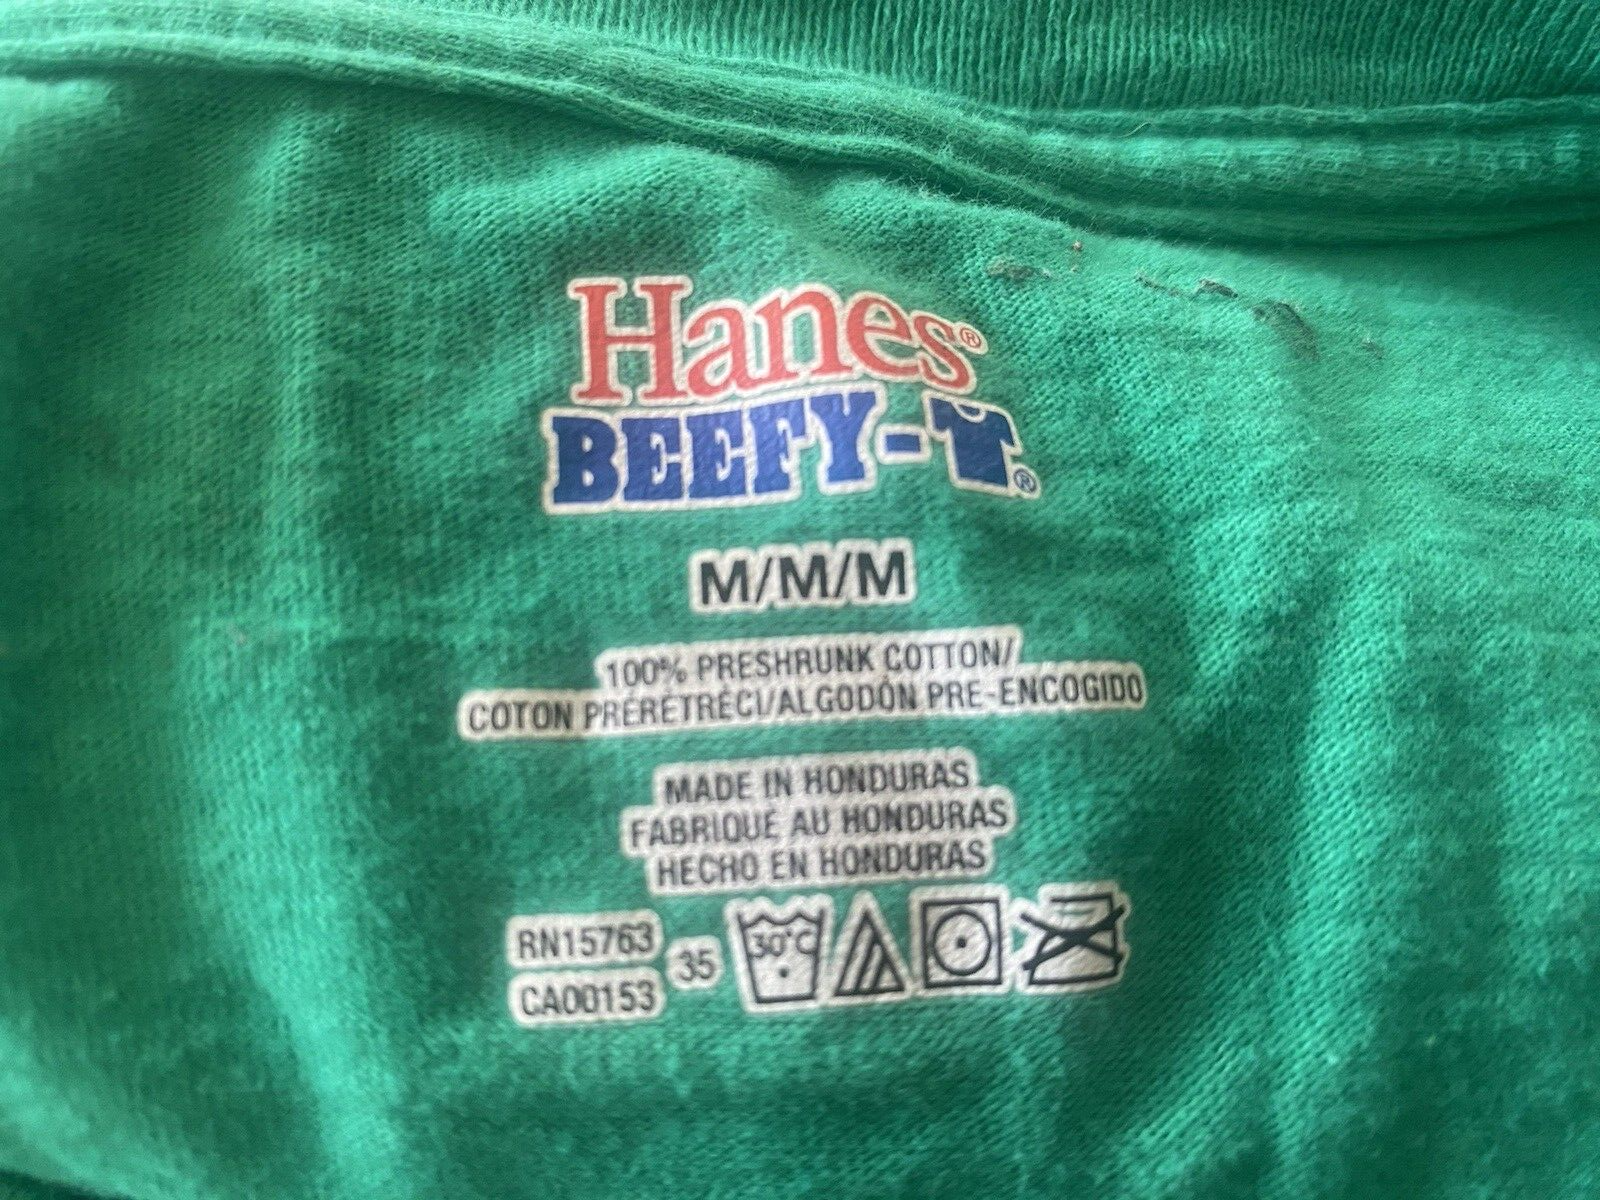 Hanes®
BEEFY-T®
M/M/M
100% PRESHRUNK COTTON/
COTON PRÉRÉTRÉCI/ALGODÓN PRE-ENCOGIDO
MADE IN HONDURAS
FABRIQUÉ AU HONDURAS
HECHO EN HONDURAS
RN15763
CA00153
35
30°C